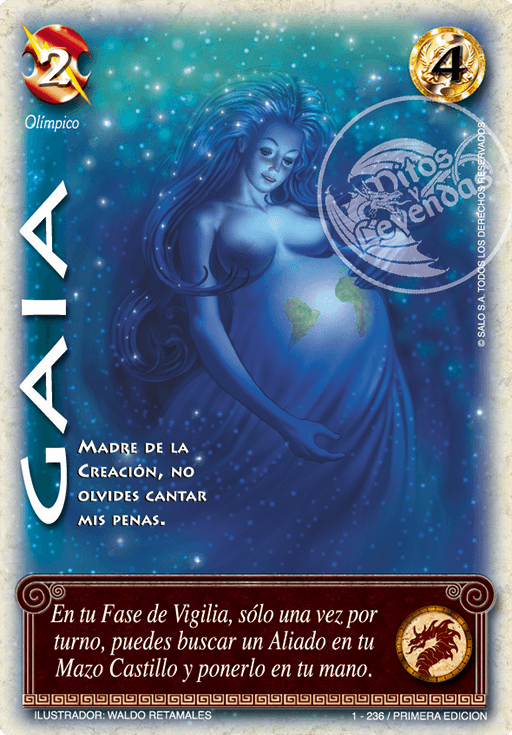 2
4
Olímpico
Mitos
y
Leyendas
© SALO S.A. TODOS LOS DERECHOS RESERVADOS
GAIA
MADRE DE LA
CREACIÓN, NO
OLVIDES CANTAR
MIS PENAS.
En tu Fase de Vigilia, sólo una vez por
turno, puedes buscar un Aliado en tu
Mazo Castillo y ponerlo en tu mano.
ILUSTRADOR: WALDO RETAMALES
1 - 236 / PRIMERA EDICION